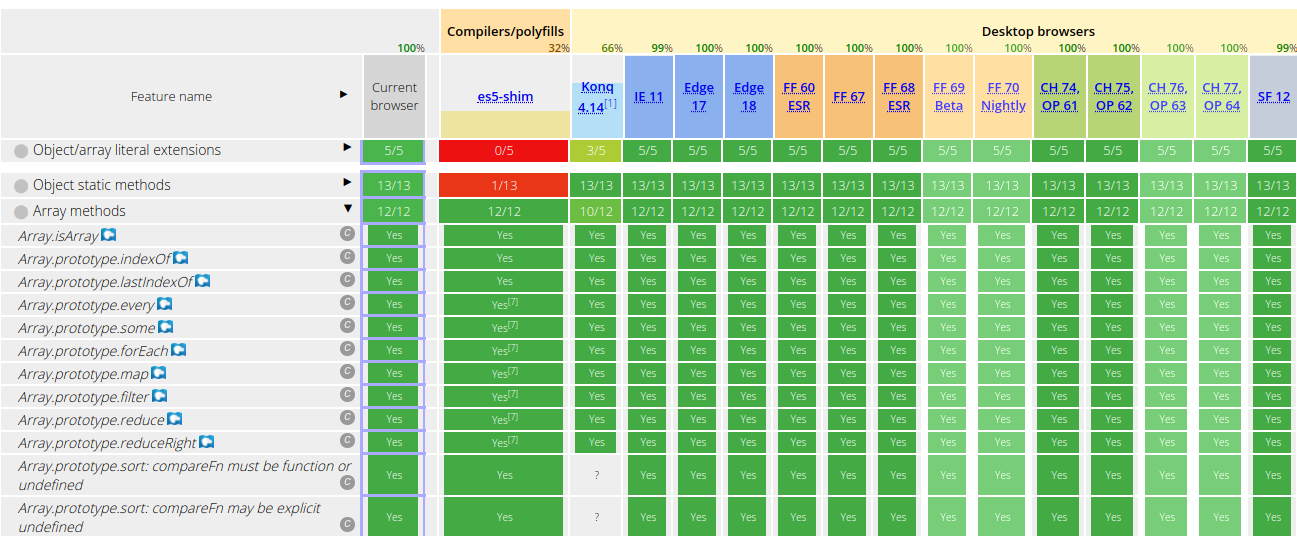 Compilers/polyfills Desktop browsers
100% 32% 66% 99% 100% 100% 100% 100% 100% 100% 100% 100% 100% 100% 100% 99%
Feature name ► Current browser es5-shim Konq 4.14[1] IE 11 Edge 17 Edge 18 FF 60 ESR FF 67 FF 68 ESR FF 69 Beta FF 70 Nightly CH 74, OP 61 CH 75, OP 62 CH 76, OP 63 CH 77, OP 64 SF 12
Object/array literal extensions ► 5/5 0/5 3/5 5/5 5/5 5/5 5/5 5/5 5/5 5/5 5/5 5/5 5/5 5/5 5/5 5/5
Object static methods ► 13/13 1/13 13/13 13/13 13/13 13/13 13/13 13/13 13/13 13/13 13/13 13/13 13/13 13/13 13/13 13/13
Array methods ▼ 12/12 12/12 10/12 12/12 12/12 12/12 12/12 12/12 12/12 12/12 12/12 12/12 12/12 12/12 12/12 12/12
Array.isArray C Yes Yes Yes Yes Yes Yes Yes Yes Yes Yes Yes Yes Yes Yes Yes Yes
Array.prototype.indexOf C Yes Yes Yes Yes Yes Yes Yes Yes Yes Yes Yes Yes Yes Yes Yes Yes
Array.prototype.lastIndexOf C Yes Yes Yes Yes Yes Yes Yes Yes Yes Yes Yes Yes Yes Yes Yes Yes
Array.prototype.every C Yes Yes[7] Yes Yes Yes Yes Yes Yes Yes Yes Yes Yes Yes Yes Yes Yes
Array.prototype.some C Yes Yes[7] Yes Yes Yes Yes Yes Yes Yes Yes Yes Yes Yes Yes Yes Yes
Array.prototype.forEach C Yes Yes[7] Yes Yes Yes Yes Yes Yes Yes Yes Yes Yes Yes Yes Yes Yes
Array.prototype.map C Yes Yes[7] Yes Yes Yes Yes Yes Yes Yes Yes Yes Yes Yes Yes Yes Yes
Array.prototype.filter C Yes Yes[7] Yes Yes Yes Yes Yes Yes Yes Yes Yes Yes Yes Yes Yes Yes
Array.prototype.reduce C Yes Yes[7] Yes Yes Yes Yes Yes Yes Yes Yes Yes Yes Yes Yes Yes Yes
Array.prototype.reduceRight C Yes Yes[7] Yes Yes Yes Yes Yes Yes Yes Yes Yes Yes Yes Yes Yes Yes
Array.prototype.sort: compareFn must be function or
undefined C Yes Yes ? Yes Yes Yes Yes Yes Yes Yes Yes Yes Yes Yes Yes Yes
Array.prototype.sort: compareFn may be explicit
undefined C Yes Yes ? Yes Yes Yes Yes Yes Yes Yes Yes Yes Yes Yes Yes Yes